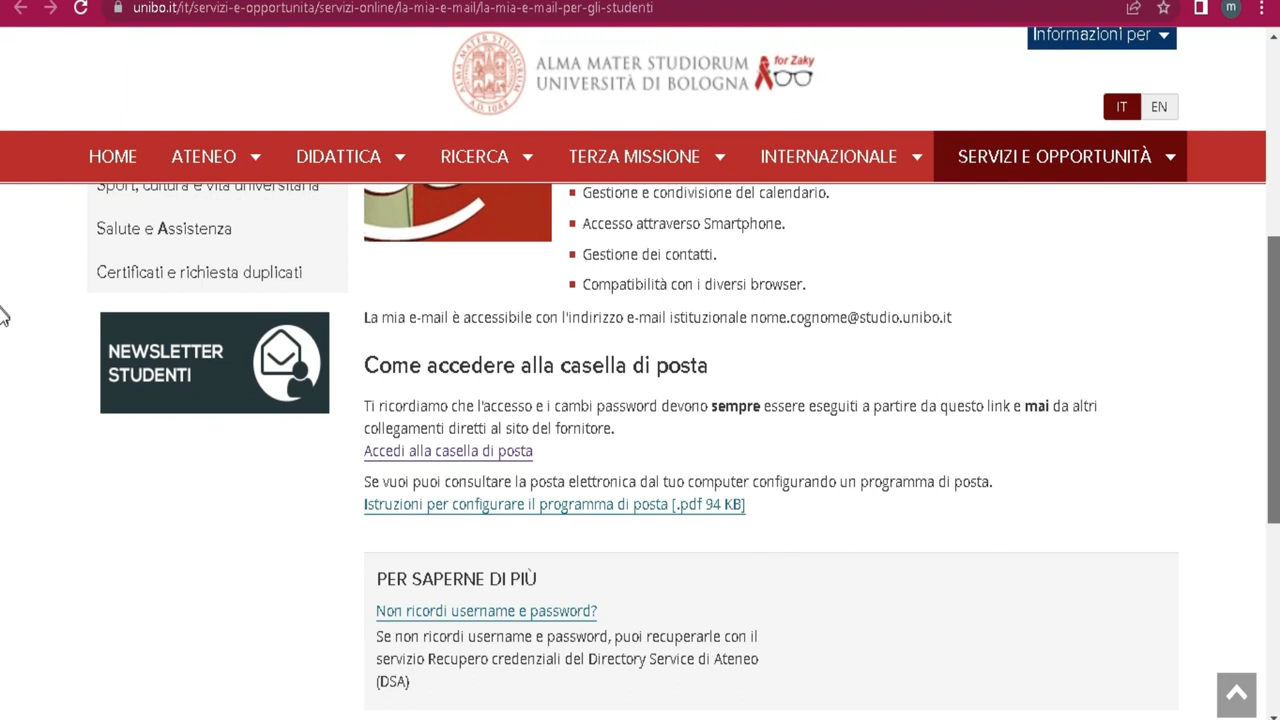 unibo.it/it/servizi-e-opportunita/servizi-online/la-mia-e-mail/la-mia-e-mail-per-gli-studenti
m
Informazioni per
ALMA MATER STUDIORUM
UNIVERSITÀ DI BOLOGNA
for Zaky
ALMA MATER STUDIORUM
A.D. 1088
IT
EN
HOME ATENEO DIDATTICA RICERCA TERZA MISSIONE INTERNAZIONALE SERVIZI E OPPORTUNITÀ
Sport, cultura e vita universitaria
Salute e Assistenza
Certificati e richiesta duplicati
NEWSLETTER
STUDENTI
Gestione e condivisione del calendario.
Accesso attraverso Smartphone.
Gestione dei contatti.
Compatibilità con i diversi browser.
La mia e-mail è accessibile con l'indirizzo e-mail istituzionale nome.cognome@studio.unibo.it
Come accedere alla casella di posta
Ti ricordiamo che l'accesso e i cambi password devono sempre essere eseguiti a partire da questo link e mai da altri
collegamenti diretti al sito del fornitore.
Accedi alla casella di posta
Se vuoi puoi consultare la posta elettronica dal tuo computer configurando un programma di posta.
Istruzioni per configurare il programma di posta [.pdf 94 KB]
PER SAPERNE DI PIÙ
Non ricordi username e password?
Se non ricordi username e password, puoi recuperarle con il
servizio Recupero credenziali del Directory Service di Ateneo
(DSA)